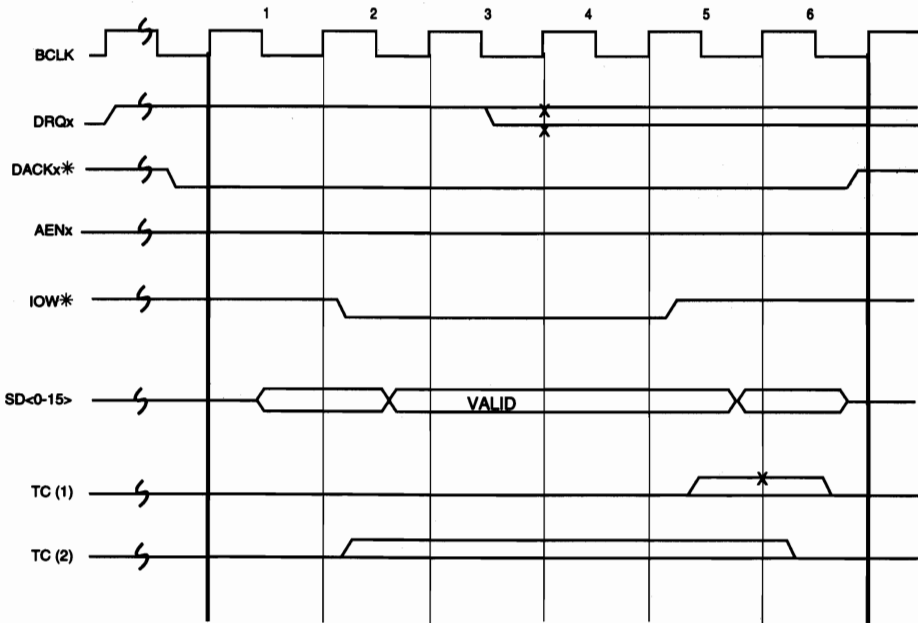 1 2 3 4 5 6
BCLK
DRQx
DACKx*
AENx
IOW*
SD<0-15>
VALID
TC (1)
TC (2)